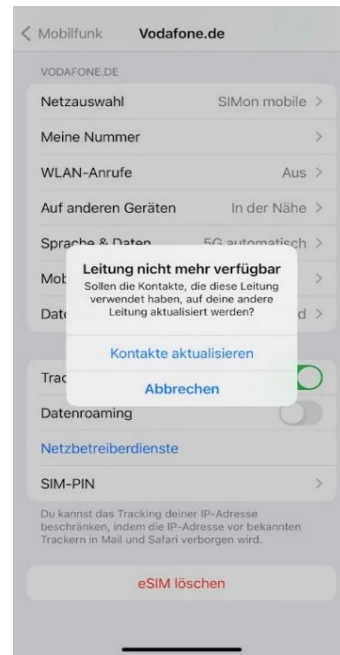 Mobilfunk Vodafone.de
VODAFONE.DE
Netzauswahl SIMon mobile
Meine Nummer
WLAN-Anrufe Aus
Auf anderen Geräten In der Nähe
Sprache & Daten 5G automatisch
Leitung nicht mehr verfügbar
Sollen die Kontakte, die diese Leitung
verwendet haben, auf deine andere
Leitung aktualisiert werden?
Kontakte aktualisieren
Abbrechen
Datenroaming
Netzbetreiberdienste
SIM-PIN
Du kannst das Tracking deiner IP-Adresse
beschränken, indem die IP-Adresse vor bekannten
Trackern in Mail und Safari verborgen wird.
eSIM löschen